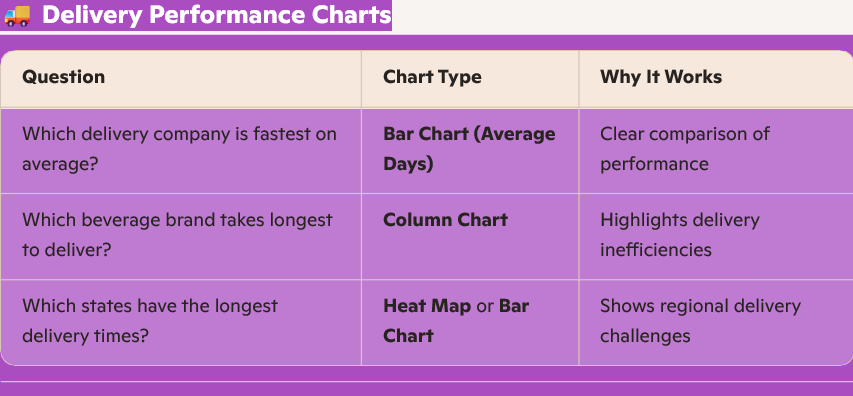 🚚 Delivery Performance Charts
Question Chart Type Why It Works
Which delivery company is fastest on average? Bar Chart (Average Days) Clear comparison of performance
Which beverage brand takes longest to deliver? Column Chart Highlights delivery inefficiencies
Which states have the longest delivery times? Heat Map or Bar Chart Shows regional delivery challenges